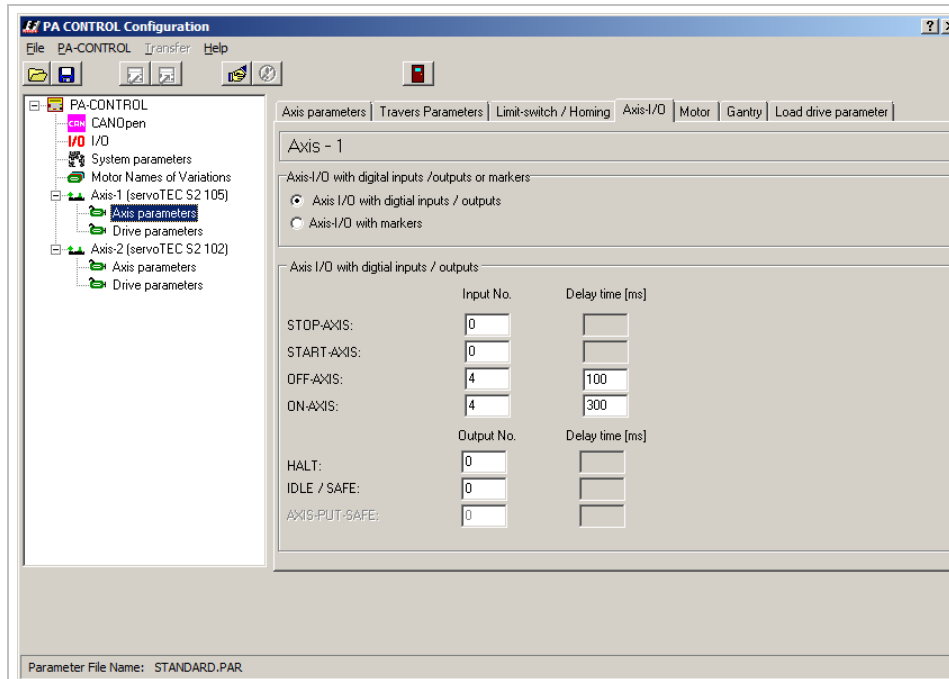 PA CONTROL Configuration
File PA-CONTROL Transfer Help
PA-CONTROL
CAN CANOpen
I/O I/O
System parameters
Motor Names of Variations
Axis-1 (servoTEC S2 105)
Axis parameters
Drive parameters
Axis-2 (servoTEC S2 102)
Axis parameters
Drive parameters
Axis parameters Travers Parameters Limit-switch / Homing Axis-I/O Motor Gantry Load drive parameter
Axis - 1
Axis-I/O with digital inputs /outputs or markers
Axis I/O with digtial inputs / outputs
Axis-I/O with markers
Axis I/O with digtial inputs / outputs
Input No. Delay time [ms]
STOP-AXIS: 0
START-AXIS: 0
OFF-AXIS: 4 100
ON-AXIS: 4 300
Output No. Delay time [ms]
HALT: 0
IDLE / SAFE: 0
AXIS-PUT-SAFE: 0
Parameter File Name: STANDARD.PAR